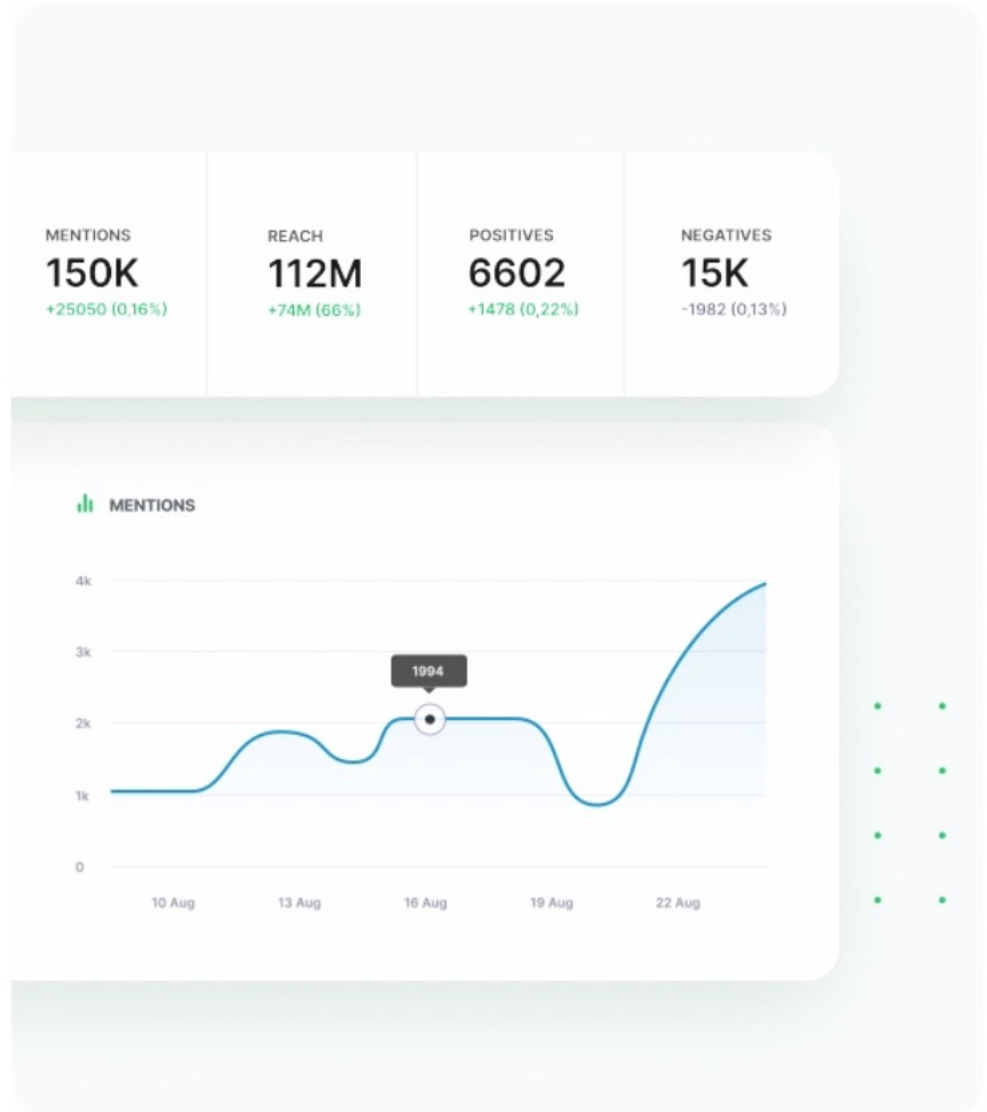 MENTIONS
150K
+25050 (0,16%)
REACH
112M
+74M (66%)
POSITIVES
6602
+1478 (0,22%)
NEGATIVES
15K
-1982 (0,13%)
MENTIONS
4k
3k
1994
2k
1k
0
10 Aug 13 Aug 16 Aug 19 Aug 22 Aug